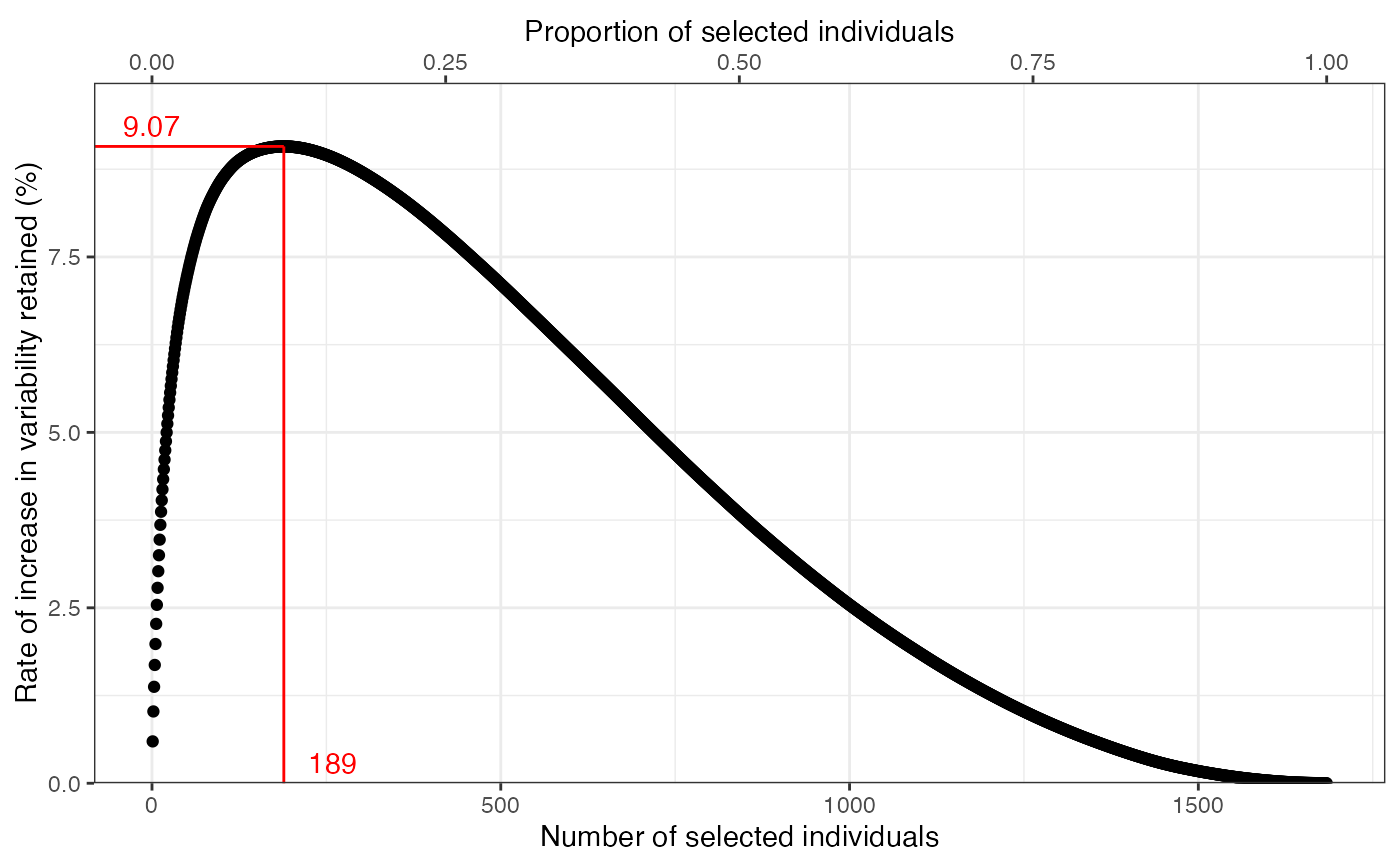 Proportion of selected individuals
0.00 0.25 0.50 0.75 1.00
9.07
Rate of increase in variability retained (%)
7.5
5.0
2.5
0.0
189
0 500 1000 1500
Number of selected individuals